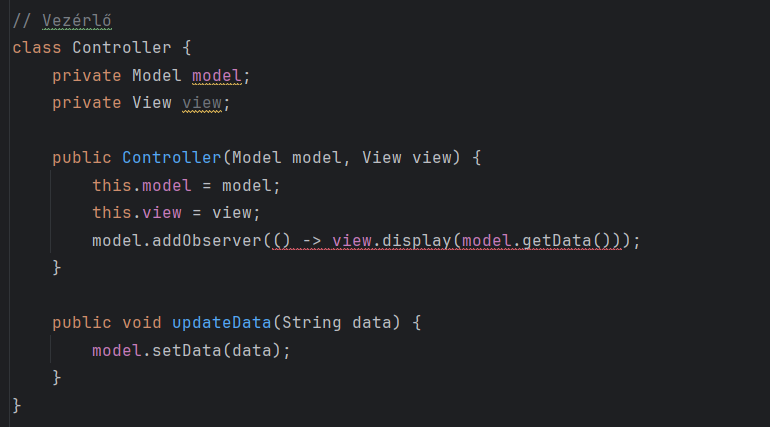 // Vezérlő
class Controller {
    private Model model;
    private View view;

    public Controller(Model model, View view) {
        this.model = model;
        this.view = view;
        model.addObserver(() -> view.display(model.getData()));
    }

    public void updateData(String data) {
        model.setData(data);
    }
}